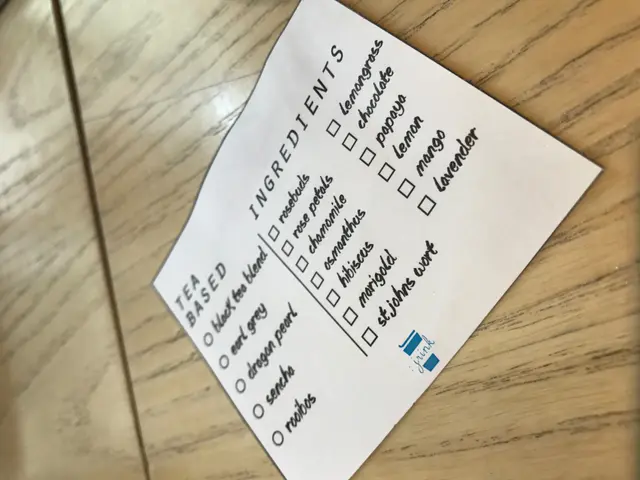 TEA
BASED
black tea blend
earl grey
dragon pearl
sencha
rooibos
INGREDIENTS
rosebuds
rose petals
chamomile
osmanthus
hibiscus
marigold
st johns wort
lemongrass
chocolate
papaya
lemon
mango
lavender